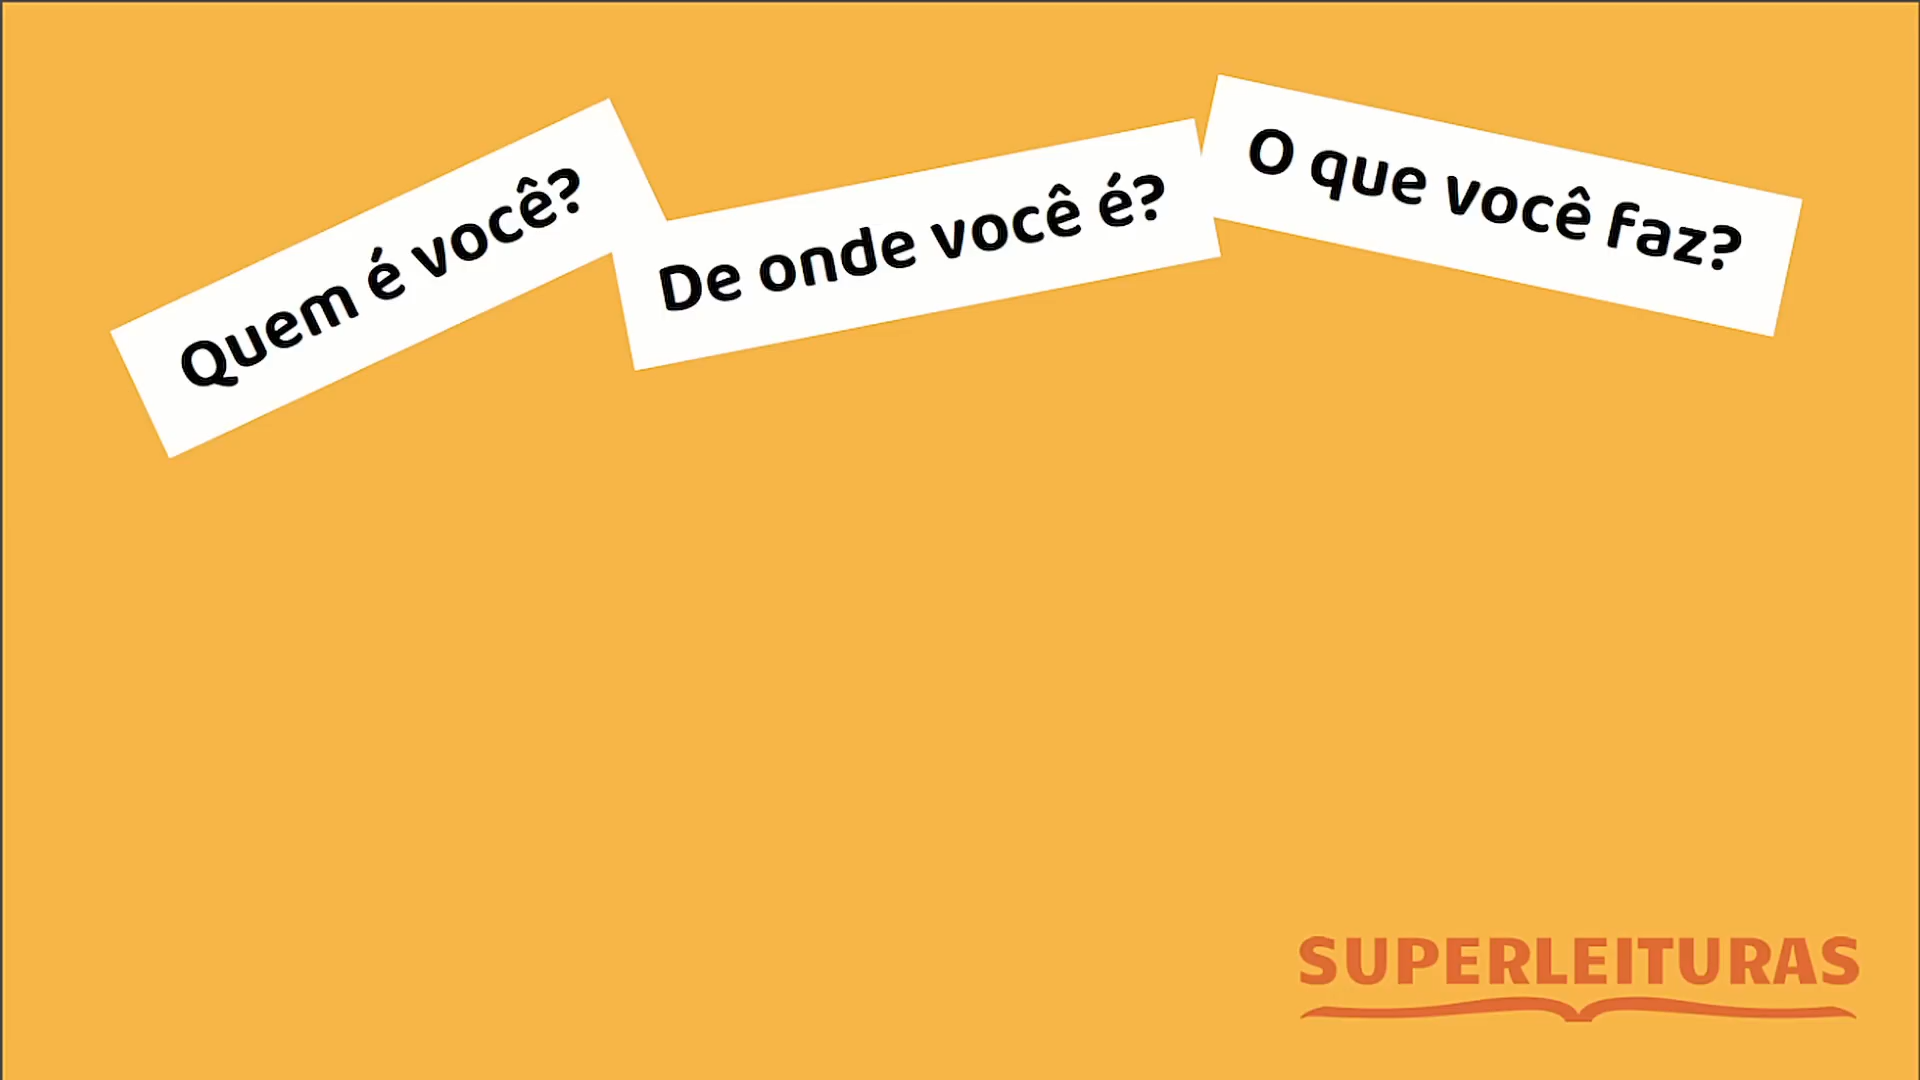 Quem é você?
De onde você é?
O que você faz?
SUPERLEITURAS